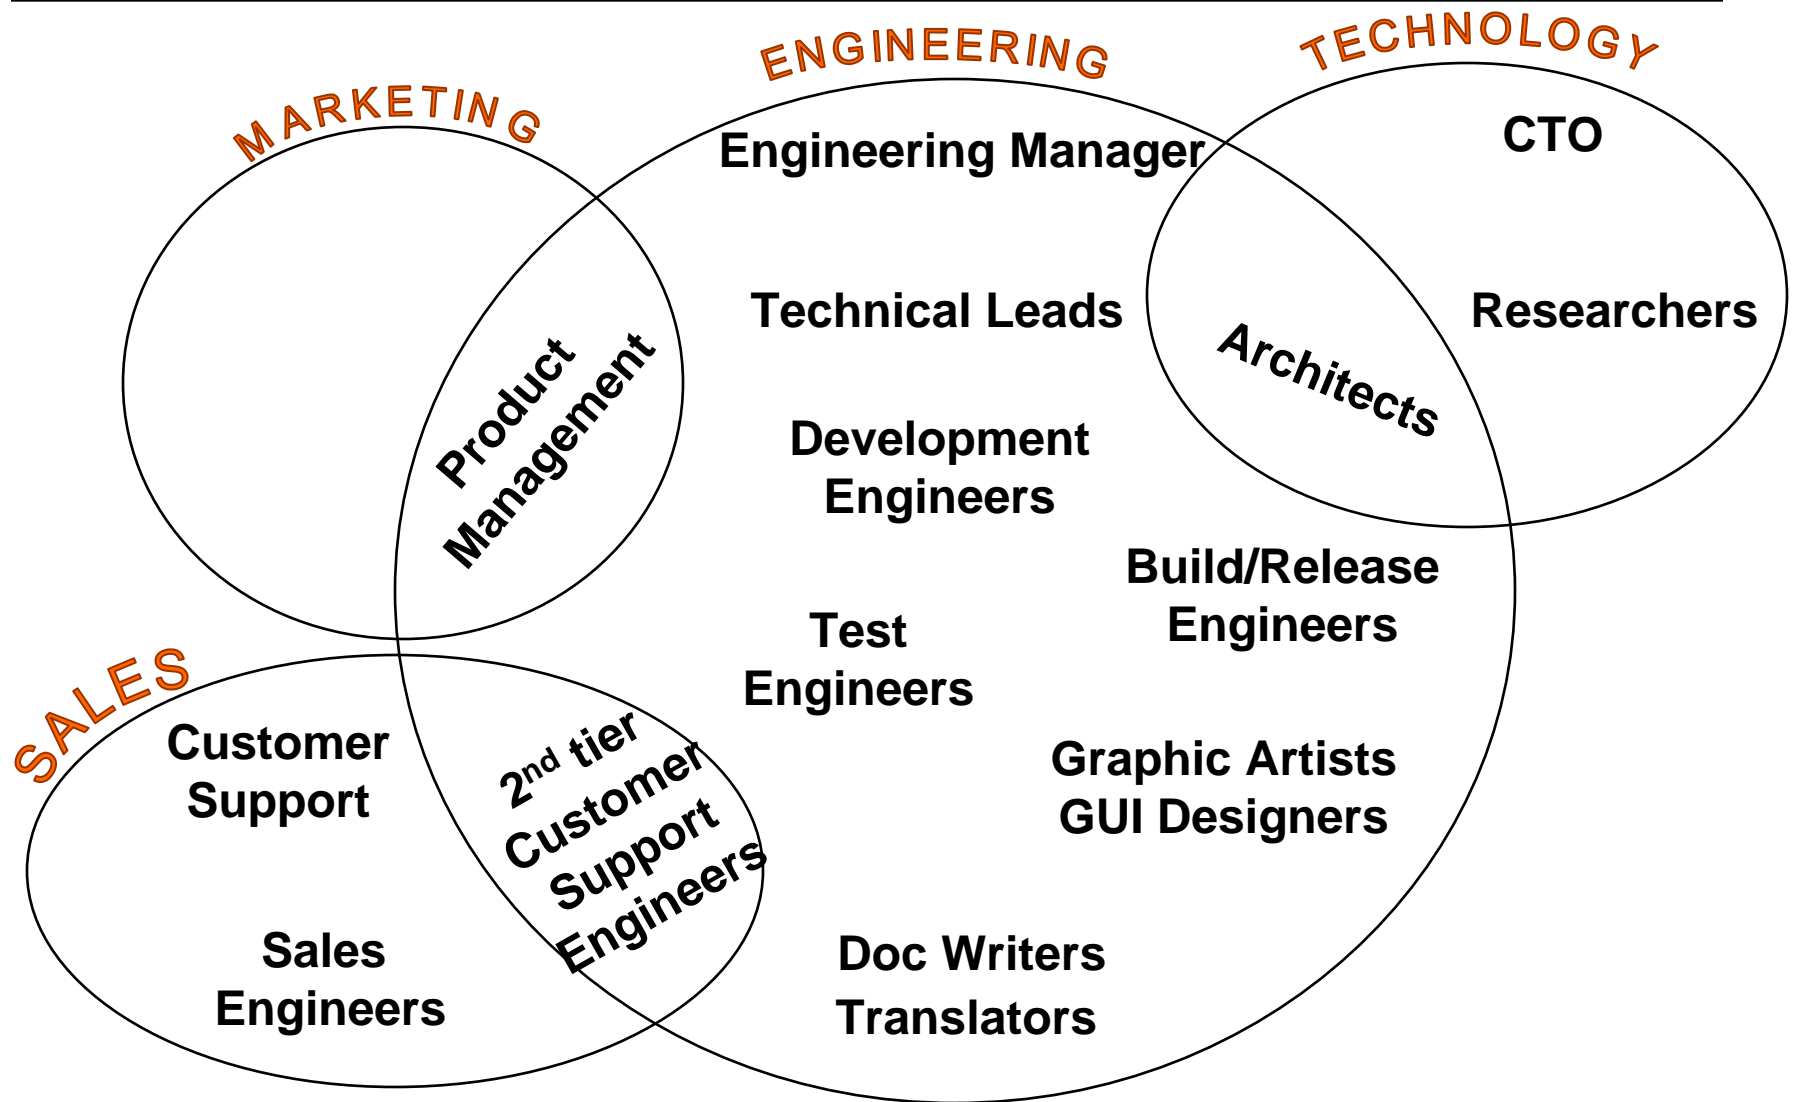 MARKETING
ENGINEERING
TECHNOLOGY
Engineering Manager
CTO
Technical Leads
Researchers
Product
Management
Architects
Development
Engineers
Build/Release
Engineers
Test
Engineers
SALES
Customer
Support
2nd tier
Customer
Support
Engineers
Graphic Artists
GUI Designers
Sales
Engineers
Doc Writers
Translators